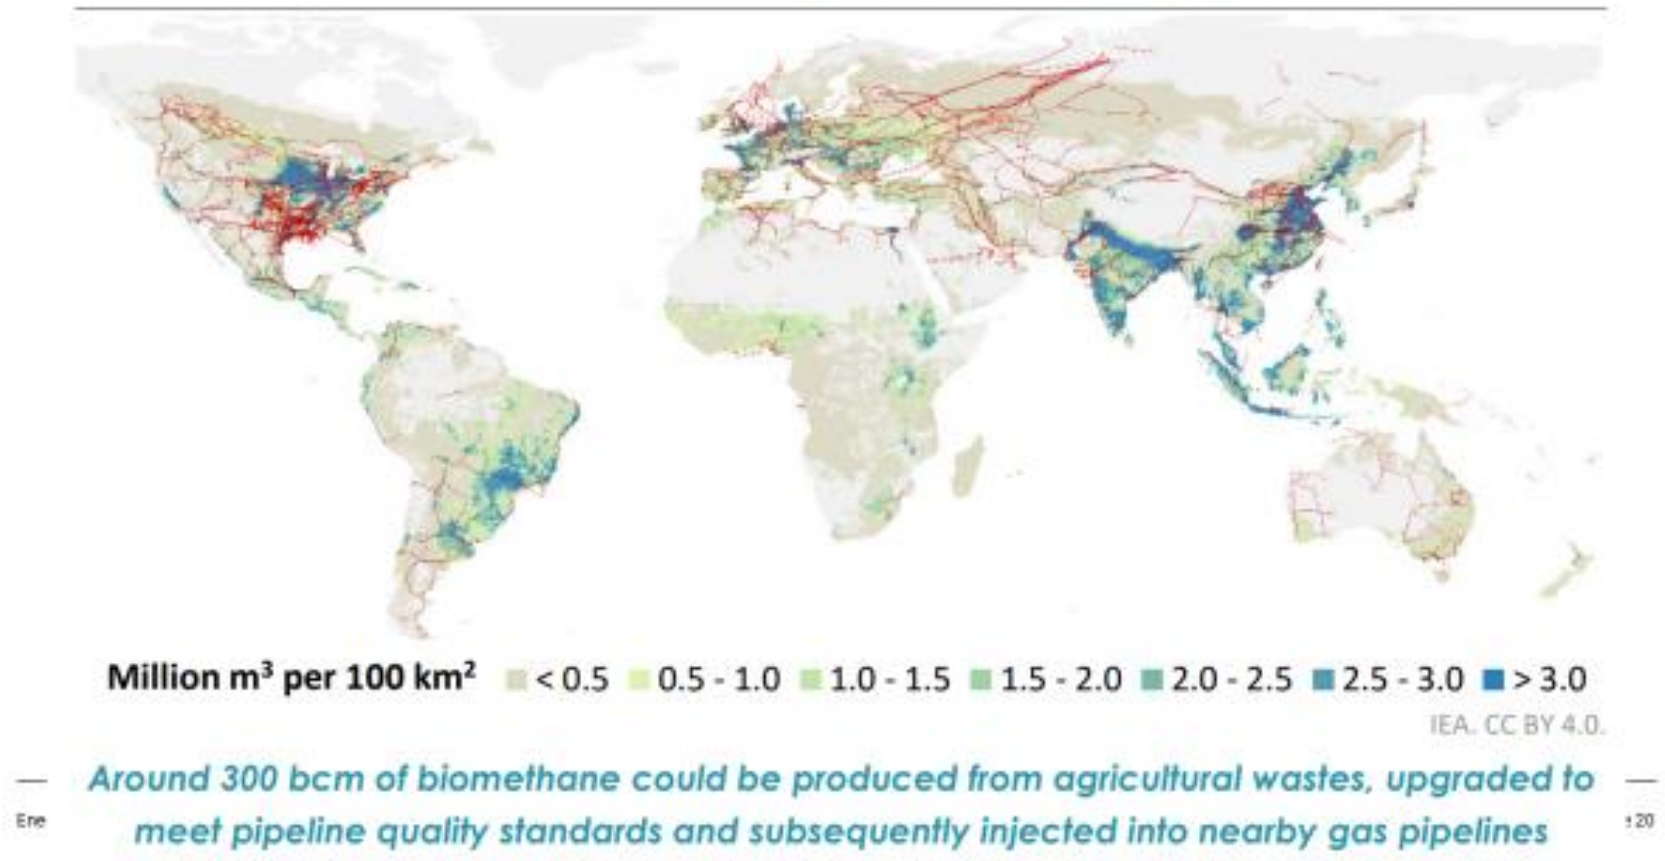 Million m³ per 100 km² < 0.5 0.5 - 1.0 1.0 - 1.5 1.5 - 2.0 2.0 - 2.5 2.5 - 3.0 > 3.0
IEA. CC BY 4.0.
Around 300 bcm of biomethane could be produced from agricultural wastes, upgraded to
Ene meet pipeline quality standards and subsequently injected into nearby gas pipelines 20